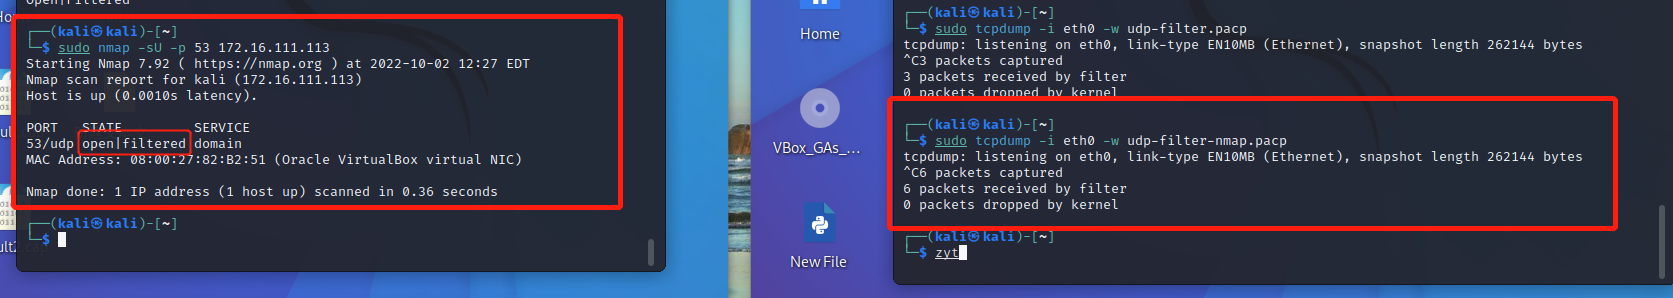 open|filtered
┌──(kali㉿kali)-[~]
└─$ sudo nmap -sU -p 53 172.16.111.113
Starting Nmap 7.92 ( https://nmap.org ) at 2022-10-02 12:27 EDT
Nmap scan report for kali (172.16.111.113)
Host is up (0.0010s latency).
PORT   STATE         SERVICE
53/udp open|filtered domain
MAC Address: 08:00:27:82:B2:51 (Oracle VirtualBox virtual NIC)
Nmap done: 1 IP address (1 host up) scanned in 0.36 seconds
┌──(kali㉿kali)-[~]
└─$
Home
VBox_GAs_...
New File
┌──(kali㉿kali)-[~]
└─$ sudo tcpdump -i eth0 -w udp-filter.pacp
tcpdump: listening on eth0, link-type EN10MB (Ethernet), snapshot length 262144 bytes
^C3 packets captured
3 packets received by filter
0 packets dropped by kernel
┌──(kali㉿kali)-[~]
└─$ sudo tcpdump -i eth0 -w udp-filter-nmap.pacp
tcpdump: listening on eth0, link-type EN10MB (Ethernet), snapshot length 262144 bytes
^C6 packets captured
6 packets received by filter
0 packets dropped by kernel
┌──(kali㉿kali)-[~]
└─$ zyt